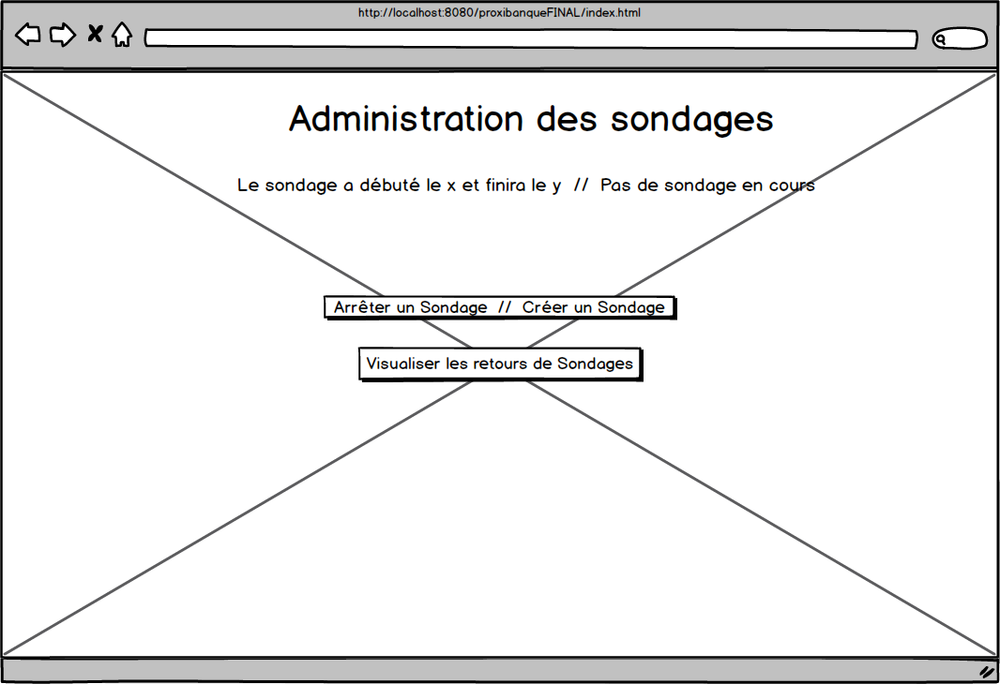 http://localhost:8080/proxibanqueFINAL/index.html
Administration des sondages
Le sondage a débuté le x et finira le y // Pas de sondage en cours
Arrêter un Sondage // Créer un Sondage
Visualiser les retours de Sondages